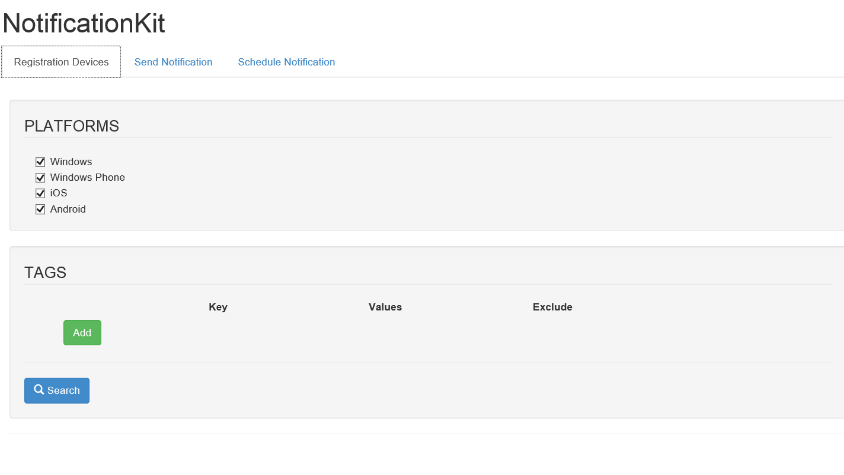 NotificationKit
Registration Devices Send Notification Schedule Notification
PLATFORMS
Windows
Windows Phone
iOS
Android
TAGS
Key Values Exclude
Add
Search